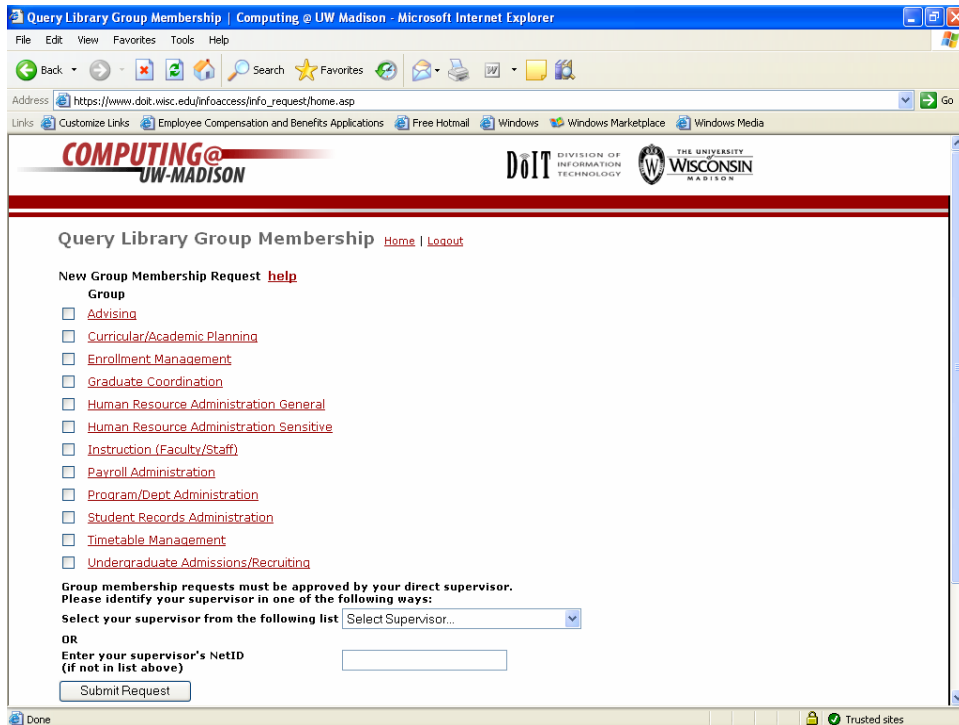 Query Library Group Membership | Computing @ UW Madison - Microsoft Internet Explorer
File Edit View Favorites Tools Help
Back Search Favorites
Address https://www.doit.wisc.edu/infoaccess/info_request/home.asp Go
Links Customize Links Employee Compensation and Benefits Applications Free Hotmail Windows Windows Marketplace Windows Media
COMPUTING@
UW-MADISON
DoIT DIVISION OF INFORMATION TECHNOLOGY
W THE UNIVERSITY of WISCONSIN MADISON
Query Library Group Membership Home | Logout
New Group Membership Request help
Group
Advising
Curricular/Academic Planning
Enrollment Management
Graduate Coordination
Human Resource Administration General
Human Resource Administration Sensitive
Instruction (Faculty/Staff)
Payroll Administration
Program/Dept Administration
Student Records Administration
Timetable Management
Undergraduate Admissions/Recruiting
Group membership requests must be approved by your direct supervisor.
Please identify your supervisor in one of the following ways:
Select your supervisor from the following list Select Supervisor...
OR
Enter your supervisor's NetID
(if not in list above)
Submit Request
Done Trusted sites